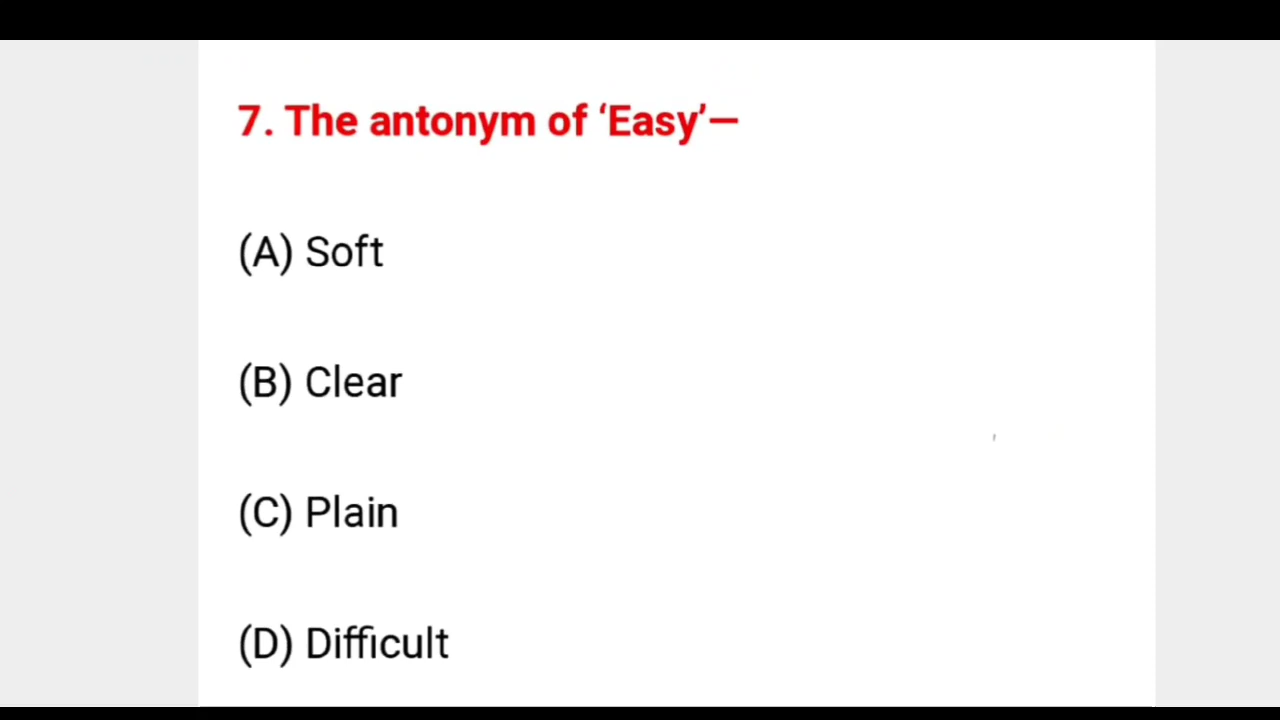 7. The antonym of ‘Easy’—
(A) Soft
(B) Clear
(C) Plain
(D) Difficult